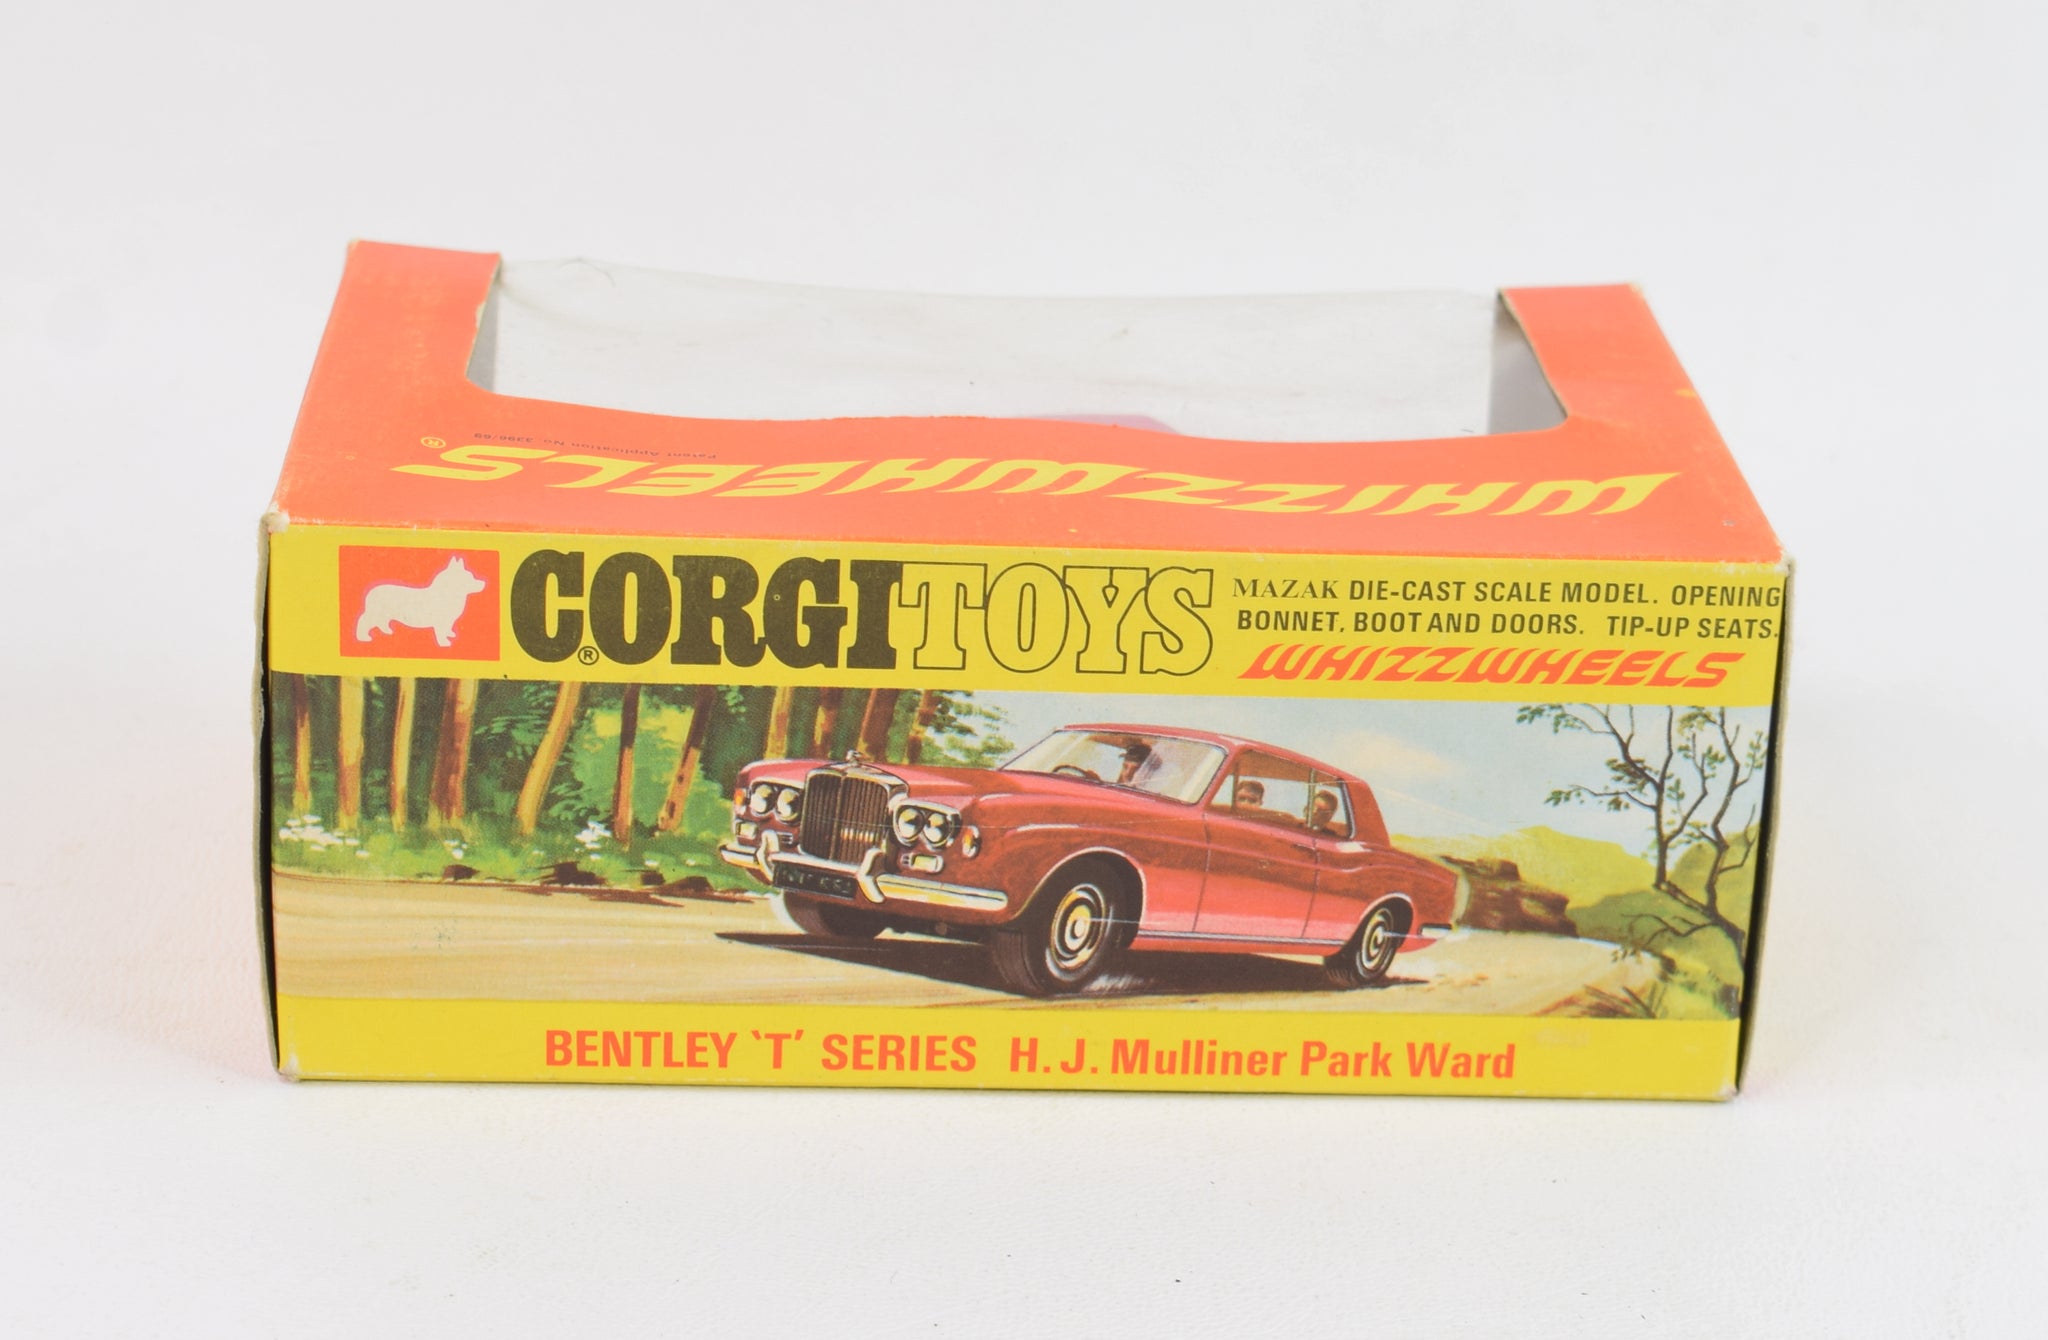 Patent Application No. 3396/69
WHIZZWHEELS®
CORGI® TOYS
MAZAK DIE-CAST SCALE MODEL. OPENING
BONNET, BOOT AND DOORS. TIP-UP SEATS.
WHIZZWHEELS
BENTLEY 'T' SERIES H. J. Mulliner Park Ward